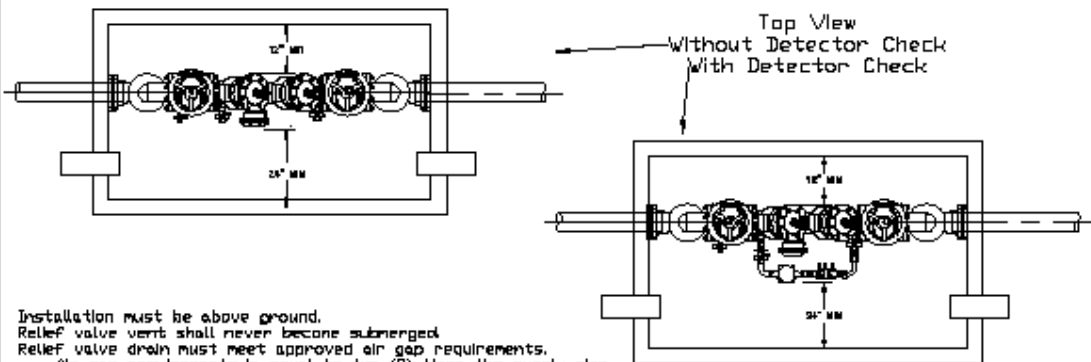 Top View
Without Detector Check
With Detector Check
12" MIN
24" MIN
12" MIN
24" MIN
Installation must be above ground.
Relief valve vent shall never become submerged
Relief valve drain must meet approved air gap requirements.